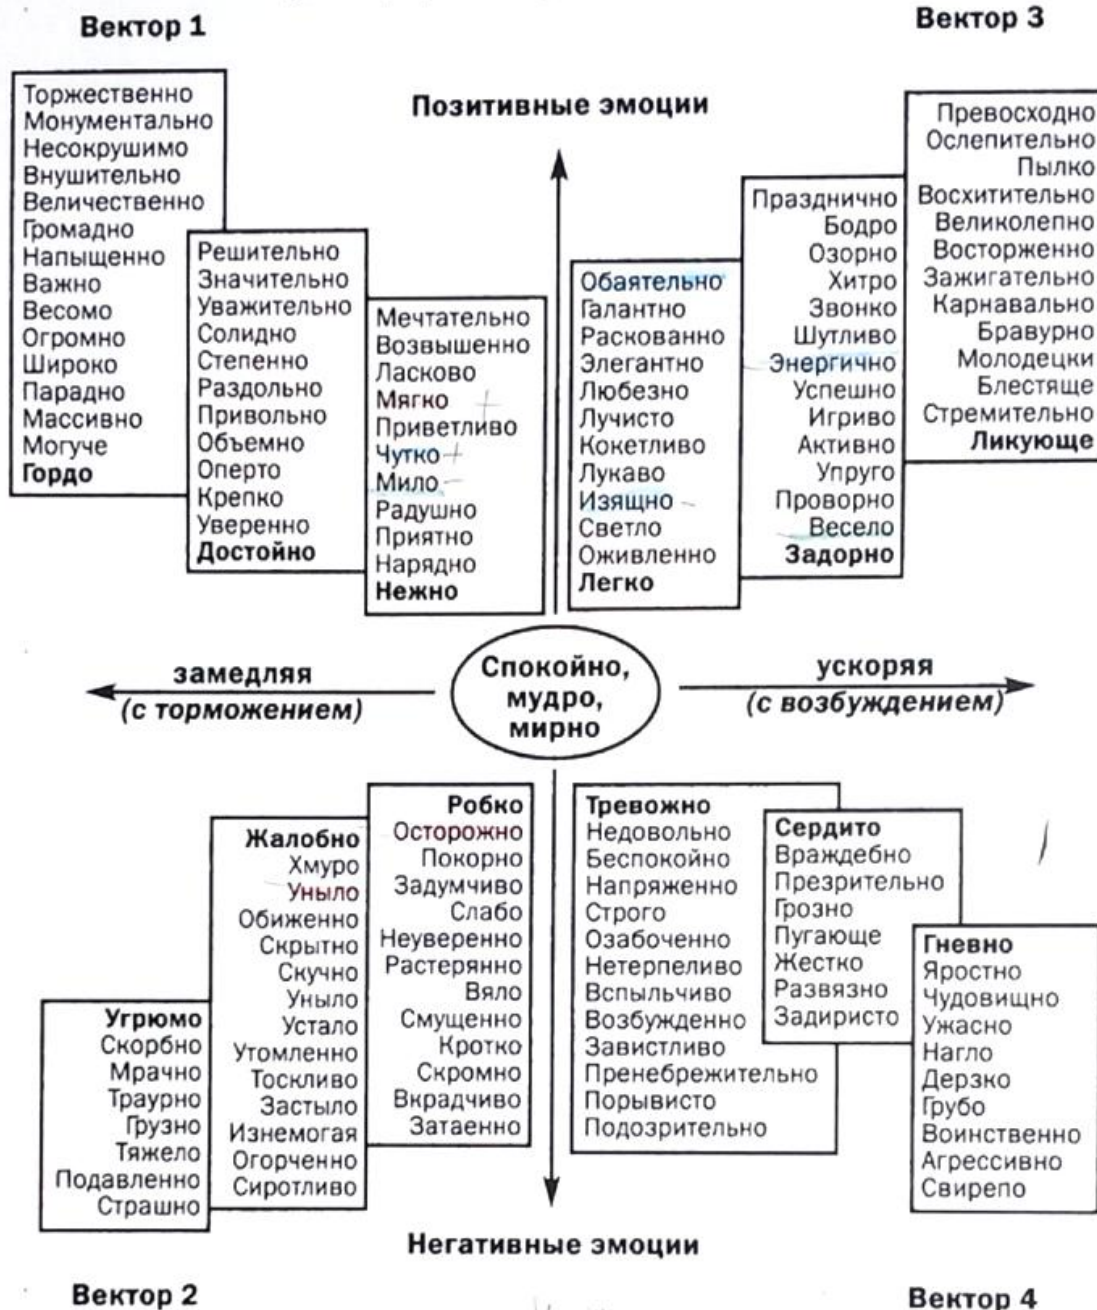 Вектор 1
Вектор 3
Позитивные эмоции
Торжественно
Монументально
Несокрушимо
Внушительно
Величественно
Громадно
Напыщенно
Важно
Весомо
Огромно
Широко
Парадно
Массивно
Могуче
Гордо
Решительно
Значительно
Уважительно
Солидно
Степенно
Раздольно
Привольно
Объемно
Оперто
Крепко
Уверенно
Достойно
Мечтательно
Возвышенно
Ласково
Мягко
Приветливо
Чутко
Мило
Радушно
Приятно
Нарядно
Нежно
Обаятельно
Галантно
Раскованно
Элегантно
Любезно
Лучисто
Кокетливо
Лукаво
Изящно
Светло
Оживленно
Легко
Празднично
Бодро
Озорно
Хитро
Звонко
Шутливо
Энергично
Успешно
Игриво
Активно
Упруго
Проворно
Весело
Задорно
Превосходно
Ослепительно
Пылко
Восхитительно
Великолепно
Восторженно
Зажигательно
Карнавально
Бравурно
Молодецки
Блестяще
Стремительно
Ликующе
замедляя
(с торможением)
Спокойно,
мудро,
мирно
ускоряя
(с возбуждением)
Угрюмо
Скорбно
Мрачно
Траурно
Грузно
Тяжело
Подавленно
Страшно
Жалобно
Хмуро
Уныло
Обиженно
Скрытно
Скучно
Уныло
Устало
Утомленно
Тоскливо
Застыло
Изнемогая
Огорченно
Сиротливо
Робко
Осторожно
Покорно
Задумчиво
Слабо
Неуверенно
Растерянно
Вяло
Смущенно
Кротко
Скромно
Вкрадчиво
Затаенно
Тревожно
Недовольно
Беспокойно
Напряженно
Строго
Озабоченно
Нетерпеливо
Вспыльчиво
Возбужденно
Завистливо
Пренебрежительно
Порывисто
Подозрительно
Сердито
Враждебно
Презрительно
Грозно
Пугающе
Жестко
Развязно
Задиристо
Гневно
Яростно
Чудовищно
Ужасно
Нагло
Дерзко
Грубо
Воинственно
Агрессивно
Свирепо
Негативные эмоции
Вектор 2
Вектор 4